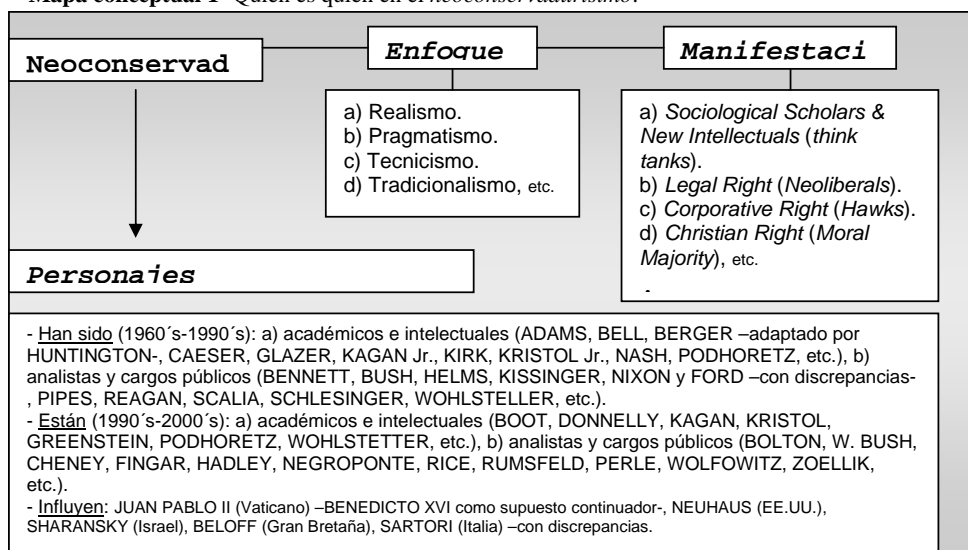 Mapa conceptual 1 Quién es quién en el neoconservadurismo.
Neoconservad
Enfoque
Manifestaci
a) Realismo.
b) Pragmatismo.
c) Tecnicismo.
d) Tradicionalismo, etc.
a) Sociological Scholars &
New Intellectuals (think
tanks).
b) Legal Right (Neoliberals).
c) Corporative Right (Hawks).
d) Christian Right (Moral
Majority), etc.
.
Personajes
- Han sido (1960´s-1990´s): a) académicos e intelectuales (ADAMS, BELL, BERGER –adaptado por
HUNTINGTON-, CAESER, GLAZER, KAGAN Jr., KIRK, KRISTOL Jr., NASH, PODHORETZ, etc.), b)
analistas y cargos públicos (BENNETT, BUSH, HELMS, KISSINGER, NIXON y FORD –con discrepancias-
, PIPES, REAGAN, SCALIA, SCHLESINGER, WOHLSTELLER, etc.).
- Están (1990´s-2000´s): a) académicos e intelectuales (BOOT, DONNELLY, KAGAN, KRISTOL,
GREENSTEIN, PODHORETZ, WOHLSTETTER, etc.), b) analistas y cargos públicos (BOLTON, W. BUSH,
CHENEY, FINGAR, HADLEY, NEGROPONTE, RICE, RUMSFELD, PERLE, WOLFOWITZ, ZOELLIK,
etc.).
- Influyen: JUAN PABLO II (Vaticano) –BENEDICTO XVI como supuesto continuador-, NEUHAUS (EE.UU.),
SHARANSKY (Israel), BELOFF (Gran Bretaña), SARTORI (Italia) –con discrepancias.